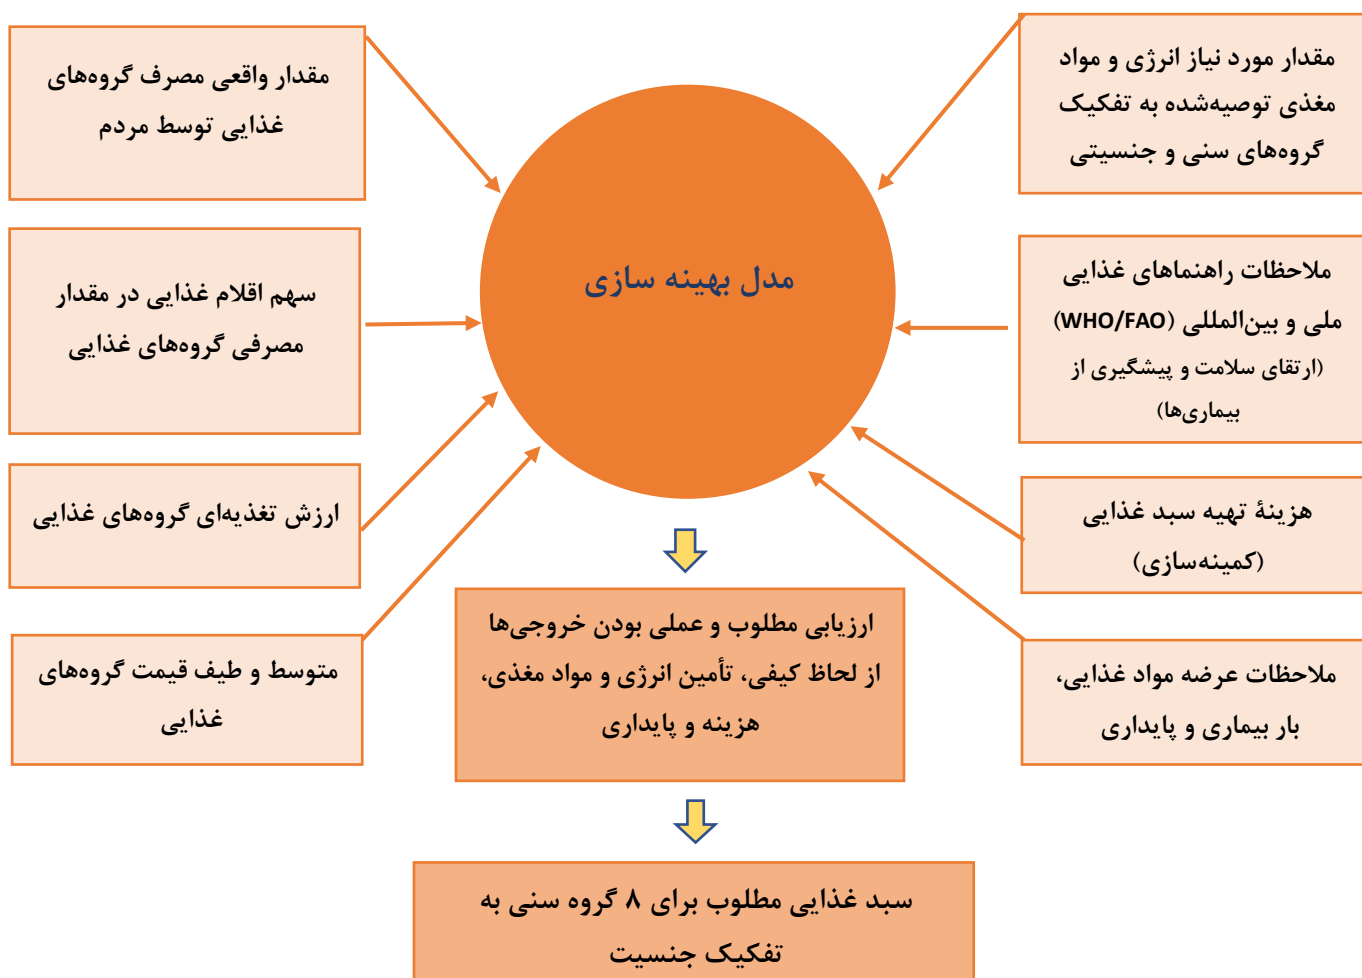 مقدار مورد نیاز انرژی و مواد
مغذی توصیه‌شده به تفکیک
گروه‌های سنی و جنسیتی
ملاحظات راهنماهای غذایی
ملی و بین‌المللی (WHO/FAO)
(ارتقای سلامت و پیشگیری از
بیماری‌ها)
هزینهٔ تهیه سبد غذایی
(کمینه‌سازی)
ملاحظات عرضه مواد غذایی،
بار بیماری و پایداری
مدل بهینه سازی
مقدار واقعی مصرف گروه‌های
غذایی توسط مردم
سهم اقلام غذایی در مقدار
مصرفی گروه‌های غذایی
ارزش تغذیه‌ای گروه‌های غذایی
متوسط و طیف قیمت گروه‌های
غذایی
ارزیابی مطلوب و عملی بودن خروجی‌ها
از لحاظ کیفی، تأمین انرژی و مواد مغذی،
هزینه و پایداری
سبد غذایی مطلوب برای ۸ گروه سنی به
تفکیک جنسیت